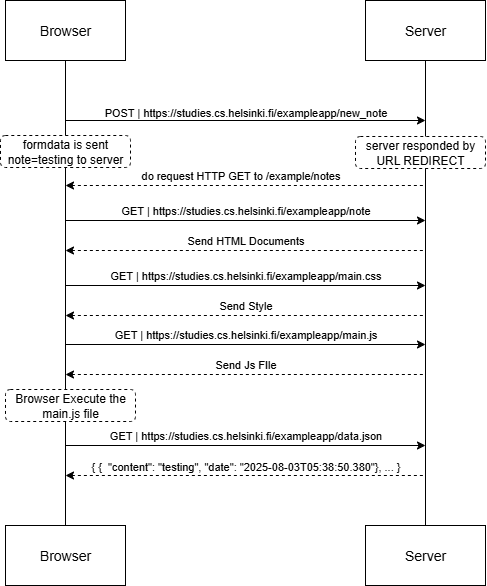 Browser
Server
POST | https://studies.cs.helsinki.fi/exampleapp/new_note
formdata is sent
note=testing to server
server responded by
URL REDIRECT
do request HTTP GET to /example/notes
GET | https://studies.cs.helsinki.fi/exampleapp/note
Send HTML Documents
GET | https://studies.cs.helsinki.fi/exampleapp/main.css
Send Style
GET | https://studies.cs.helsinki.fi/exampleapp/main.js
Send Js FIle
Browser Execute the
main.js file
GET | https://studies.cs.helsinki.fi/exampleapp/data.json
{ { "content": "testing", "date": "2025-08-03T05:38:50.380"}, ... }
Browser
Server